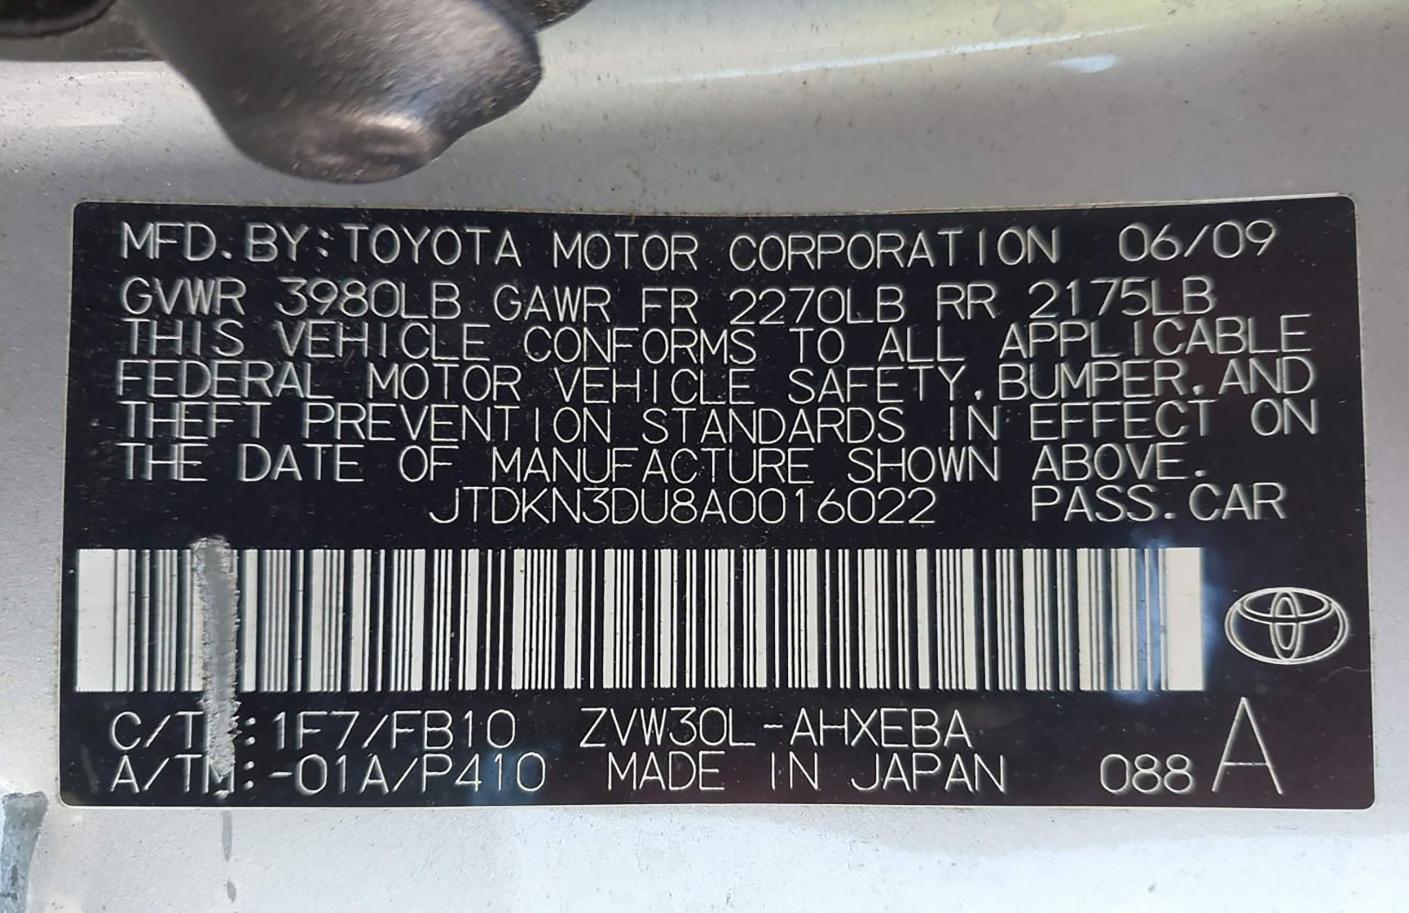 MFD. BY: TOYOTA MOTOR CORPORATION 06/09
GVWR 3980LB GAWR FR 2270LB RR 2175LB
THIS VEHICLE CONFORMS TO ALL APPLICABLE
FEDERAL MOTOR VEHICLE SAFETY, BUMPER, AND
THEFT PREVENTION STANDARDS IN EFFECT ON
THE DATE OF MANUFACTURE SHOWN ABOVE.
JTDKN3DU8A0016022 PASS. CAR
1F7/FB10 ZVW30L-AHXEBA
A/TM: -01A/P410 MADE IN JAPAN 088 A